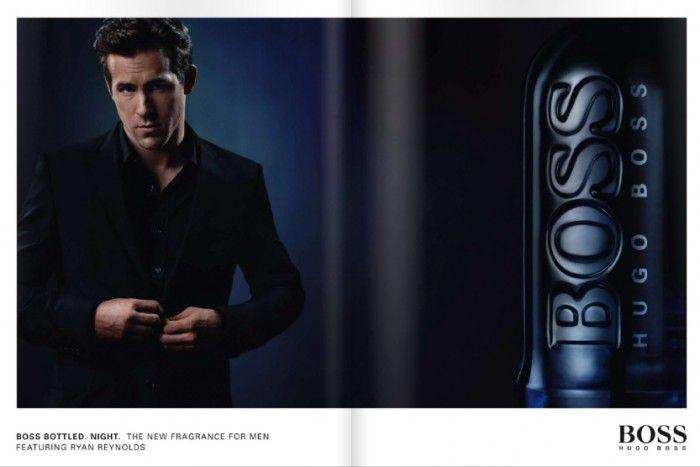 BOSS
HUGO BOSS
BOSS BOTTLED. NIGHT. THE NEW FRAGRANCE FOR MEN
FEATURING RYAN REYNOLDS
BOSS
HUGO BOSS